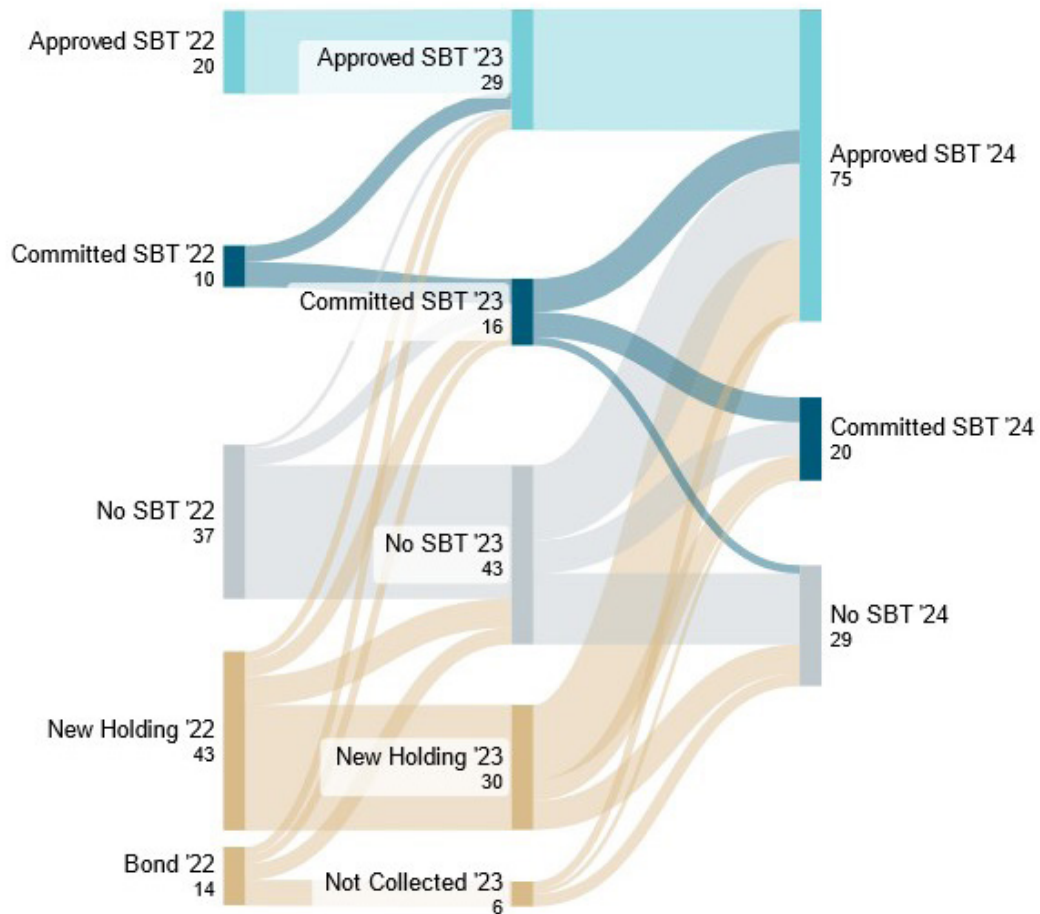 Approved SBT '22
20
Approved SBT '23
29
Approved SBT '24
75
Committed SBT '22
10
Committed SBT '23
16
Committed SBT '24
20
No SBT '22
37
No SBT '23
43
No SBT '24
29
New Holding '22
43
New Holding '23
30
Bond '22
14
Not Collected '23
6